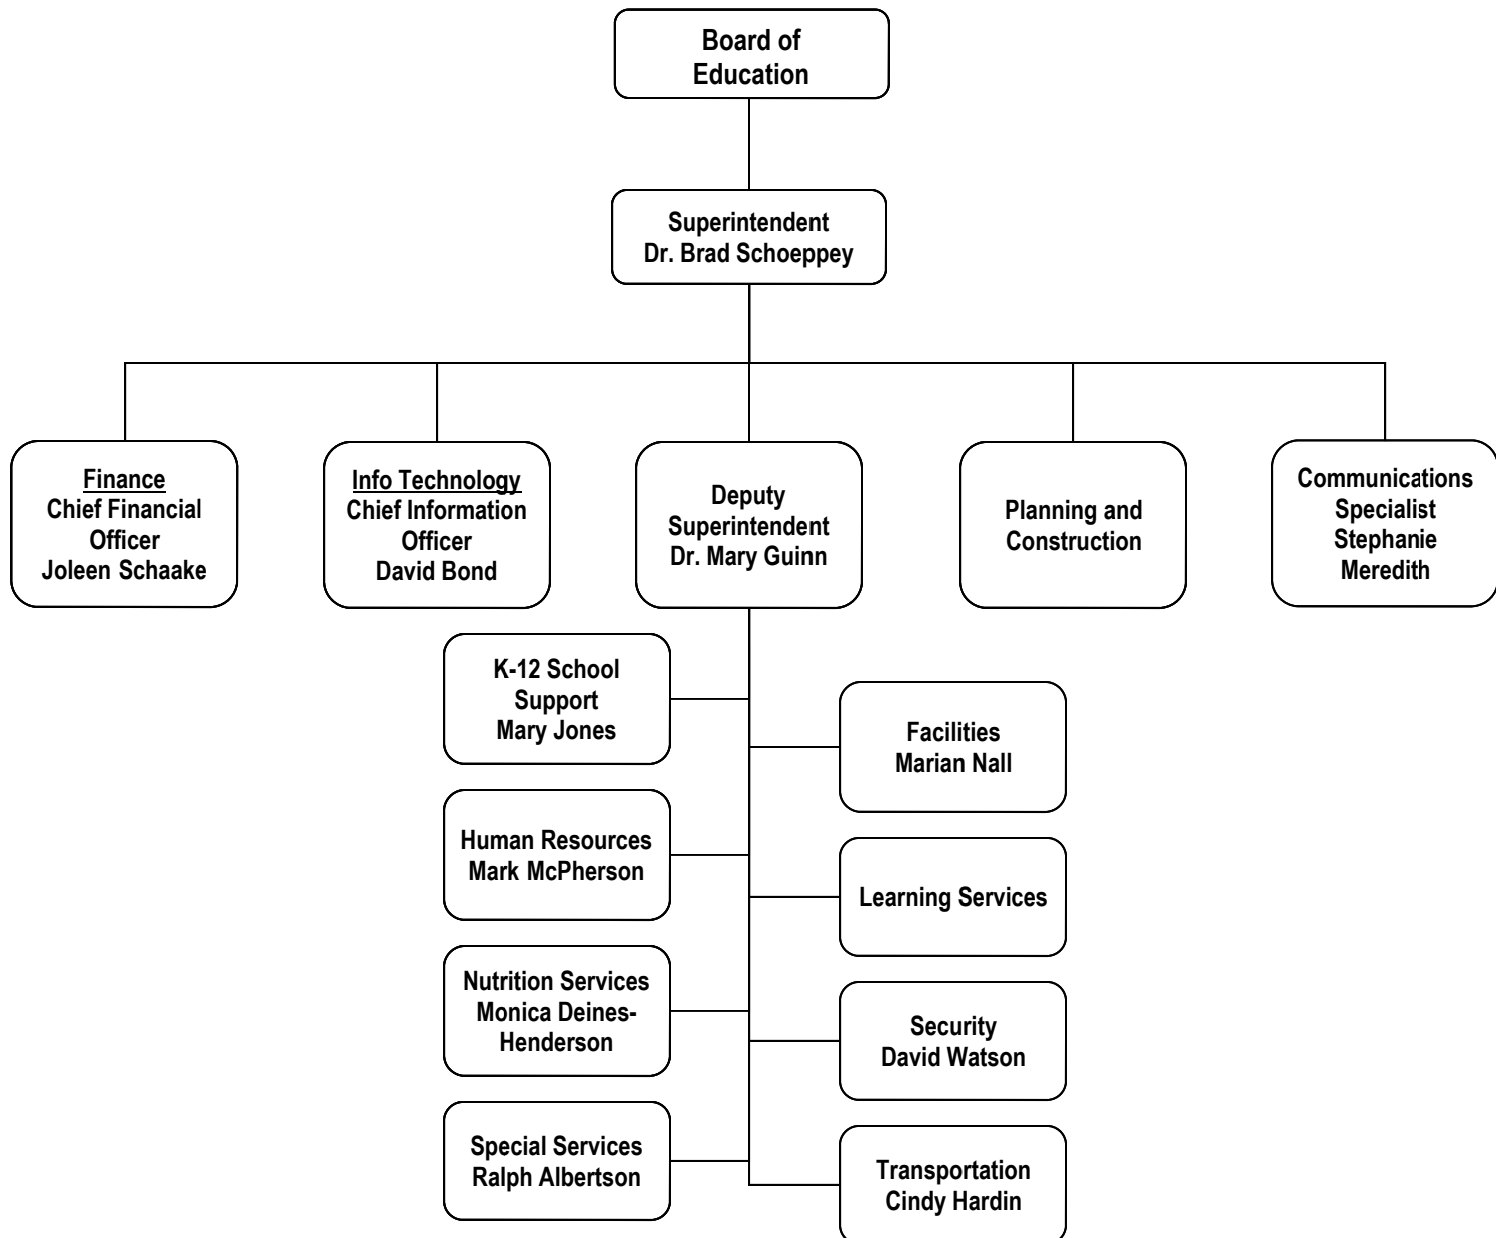 Board of
Education
Superintendent
Dr. Brad Schoeppey
Finance
Chief Financial
Officer
Joleen Schaake
Info Technology
Chief Information
Officer
David Bond
Deputy
Superintendent
Dr. Mary Guinn
Planning and
Construction
Communications
Specialist
Stephanie
Meredith
K-12 School
Support
Mary Jones
Facilities
Marian Nall
Human Resources
Mark McPherson
Learning Services
Nutrition Services
Monica Deines-
Henderson
Security
David Watson
Special Services
Ralph Albertson
Transportation
Cindy Hardin